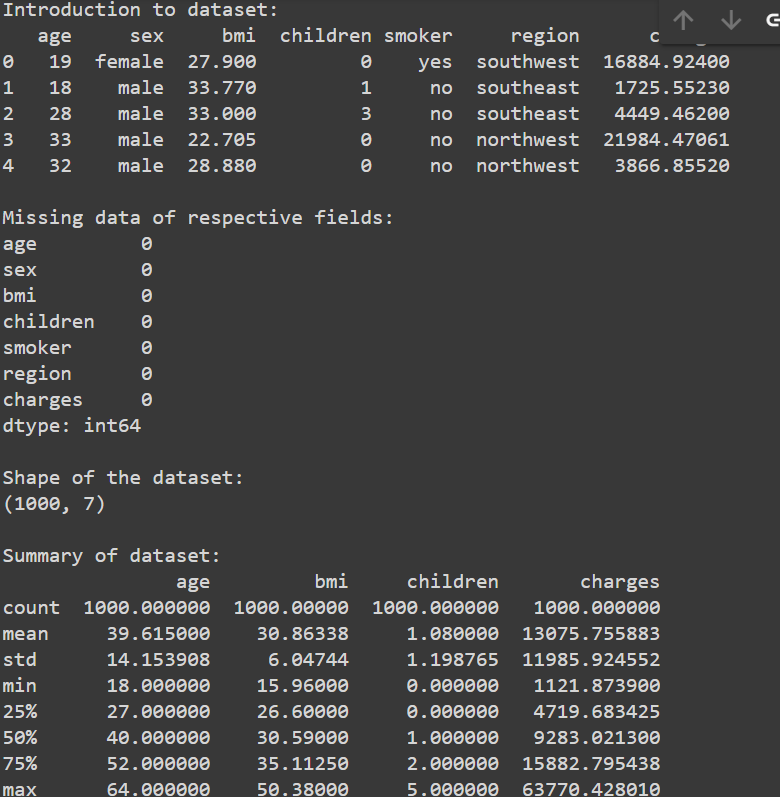 Introduction to dataset:
   age     sex     bmi  children smoker     region
0   19  female  27.900         0    yes  southwest  16884.92400
1   18    male  33.770         1     no  southeast   1725.55230
2   28    male  33.000         3     no  southeast   4449.46200
3   33    male  22.705         0     no  northwest  21984.47061
4   32    male  28.880         0     no  northwest   3866.85520
Missing data of respective fields:
age         0
sex         0
bmi         0
children    0
smoker      0
region      0
charges     0
dtype: int64
Shape of the dataset:
(1000, 7)
Summary of dataset:
               age         bmi     children       charges
count  1000.000000  1000.00000  1000.000000   1000.000000
mean     39.615000    30.86338     1.080000  13075.755883
std      14.153908     6.04744     1.198765  11985.924552
min      18.000000    15.96000     0.000000   1121.873900
25%      27.000000    26.60000     0.000000   4719.683425
50%      40.000000    30.59000     1.000000   9283.021300
75%      52.000000    35.11250     2.000000  15882.795438
max      64.000000    50.38000     5.000000  63770.428010